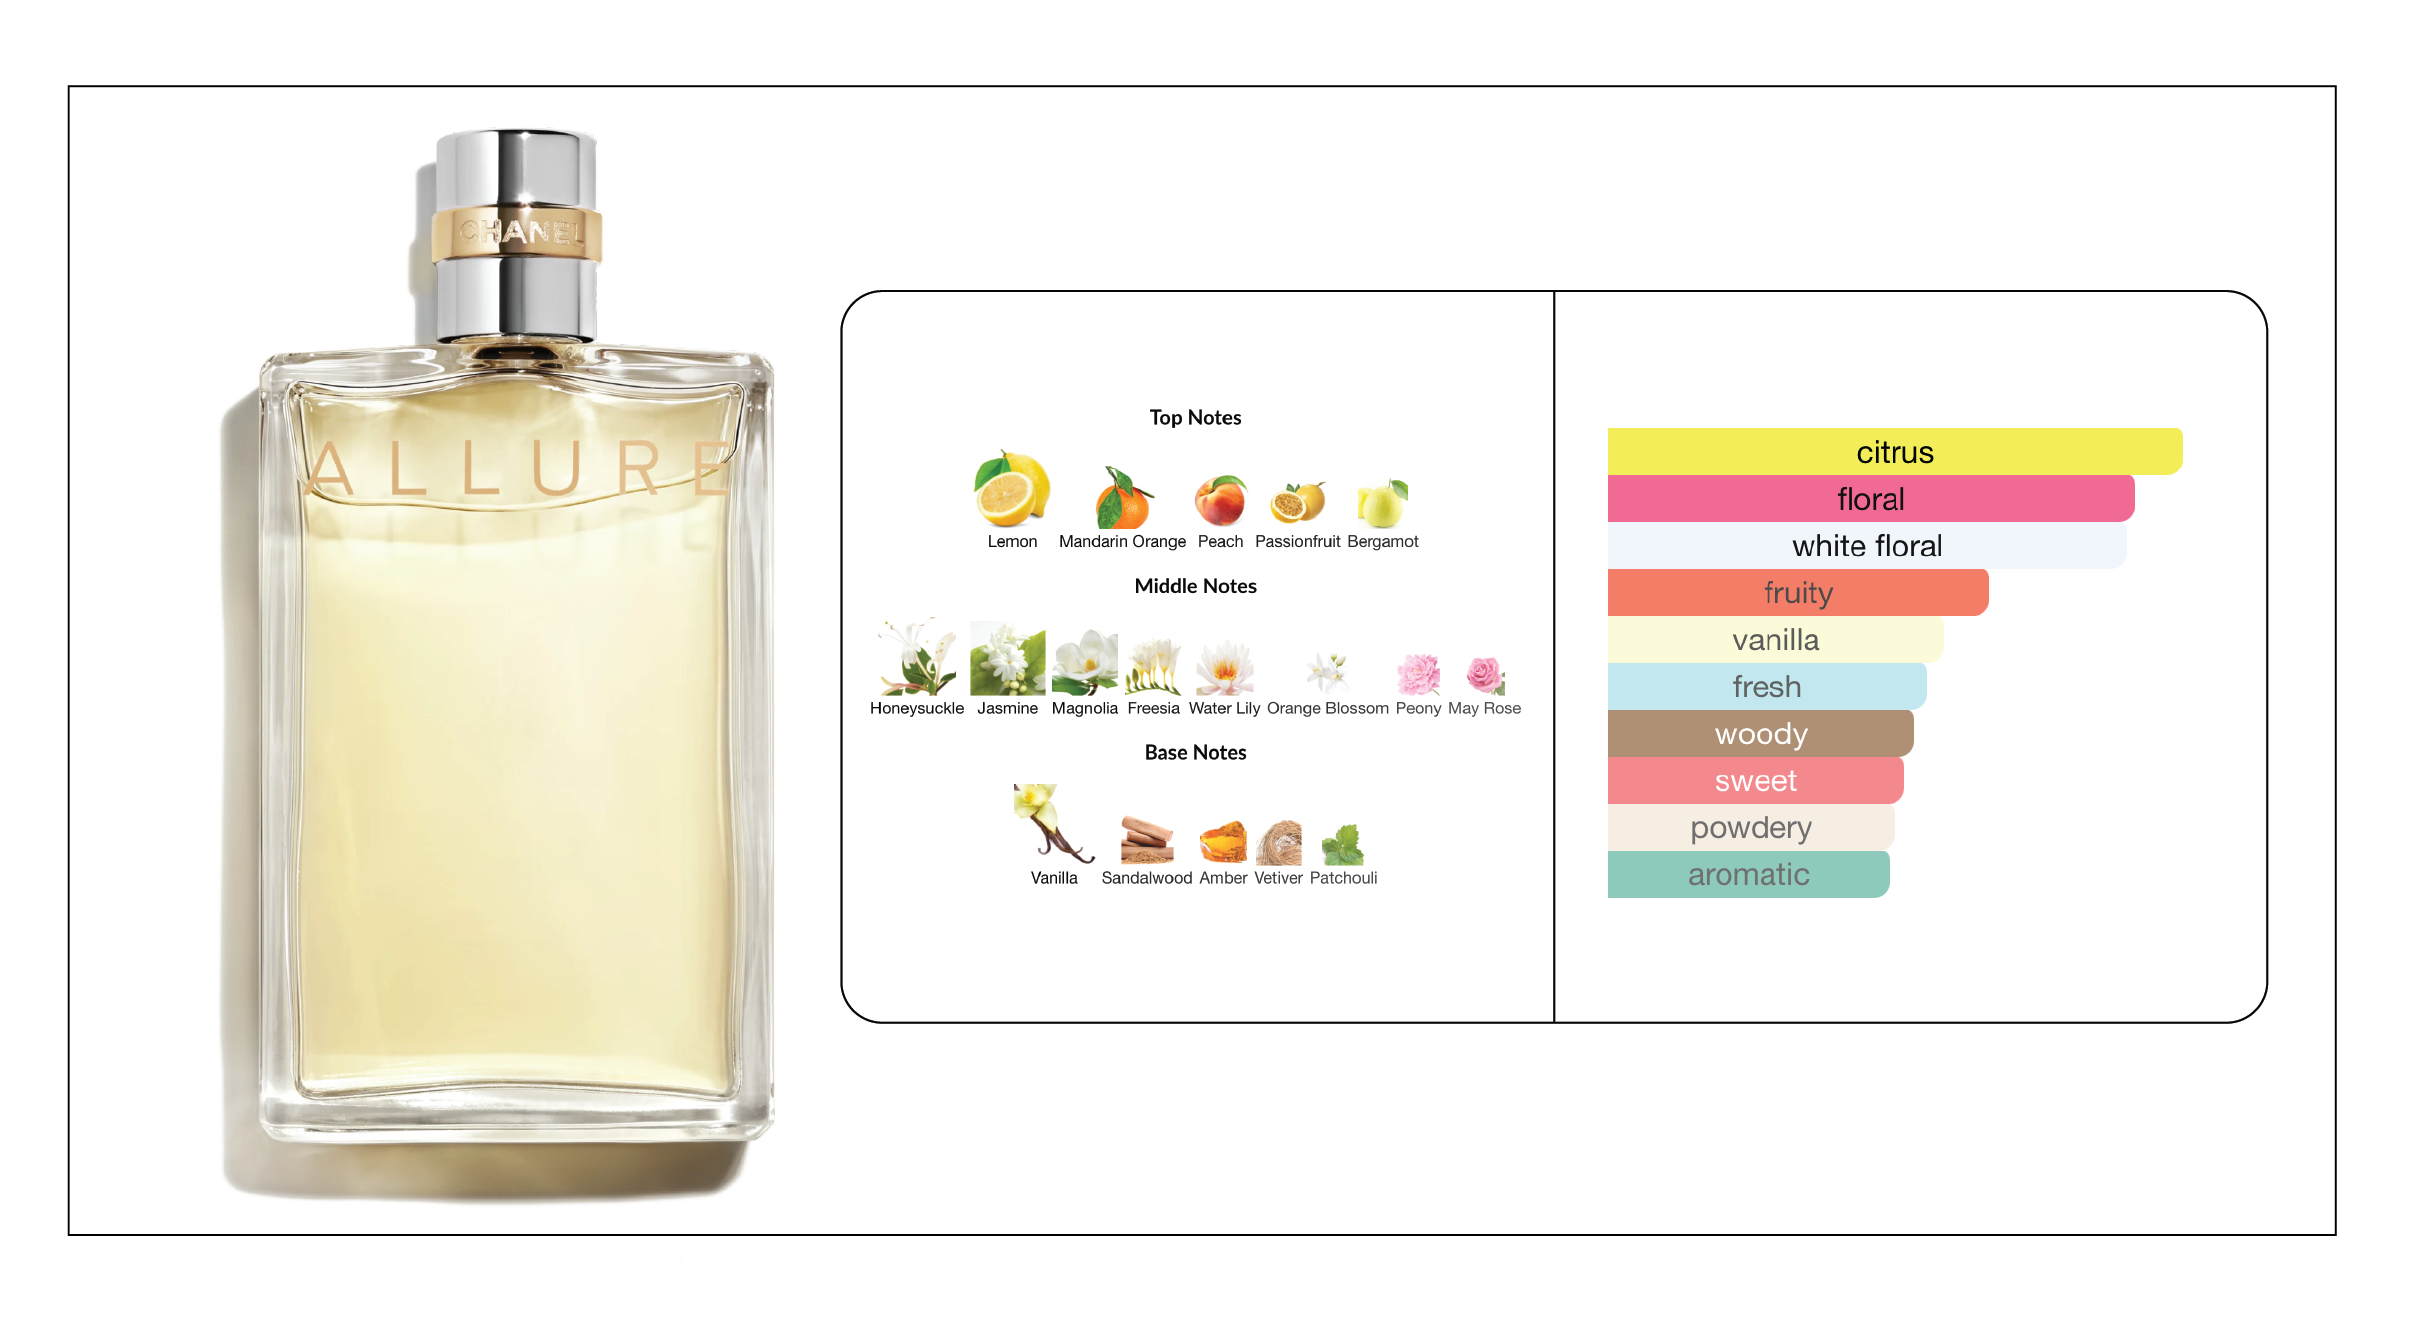 CHANEL
ALLURE
Top Notes
Lemon Mandarin Orange Peach Passionfruit Bergamot
Middle Notes
Honeysuckle Jasmine Magnolia Freesia Water Lily Orange Blossom Peony May Rose
Base Notes
Vanilla Sandalwood Amber Vetiver Patchouli
citrus
floral
white floral
fruity
vanilla
fresh
woody
sweet
powdery
aromatic